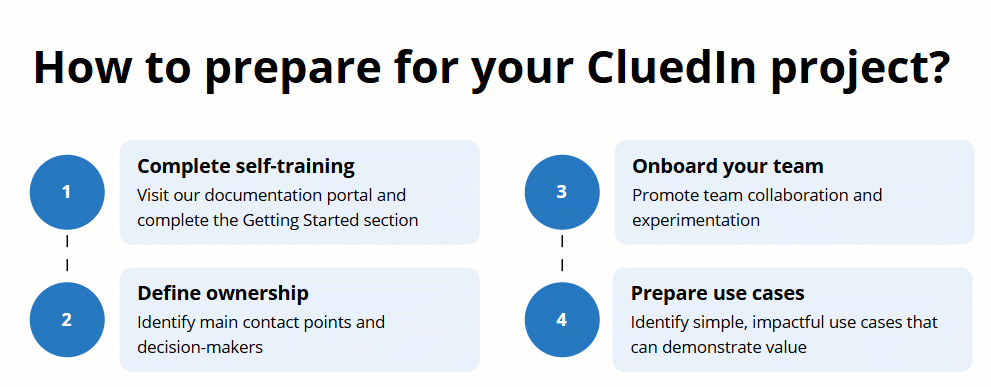 How to prepare for your CluedIn project?
1
Complete self-training
Visit our documentation portal and
complete the Getting Started section
2
Define ownership
Identify main contact points and
decision-makers
3
Onboard your team
Promote team collaboration and
experimentation
4
Prepare use cases
Identify simple, impactful use cases that
can demonstrate value